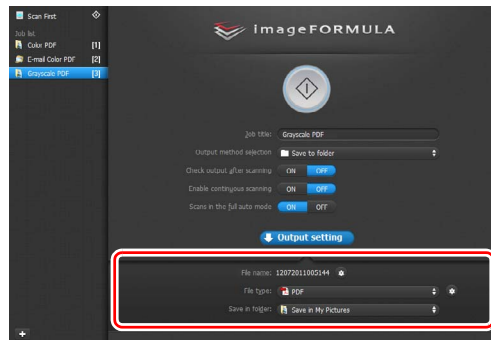 Scan First
Job list
Color PDF [1]
E-mail Color PDF [2]
Grayscale PDF [3]
imageFORMULA
Job title: Grayscale PDF
Output method selection Save to folder
Check output after scanning ON OFF
Enable continuous scanning ON OFF
Scans in the full auto mode ON OFF
Output setting
File name: 12072011005144
File type: PDF
Save in folger: Save in My Pictures